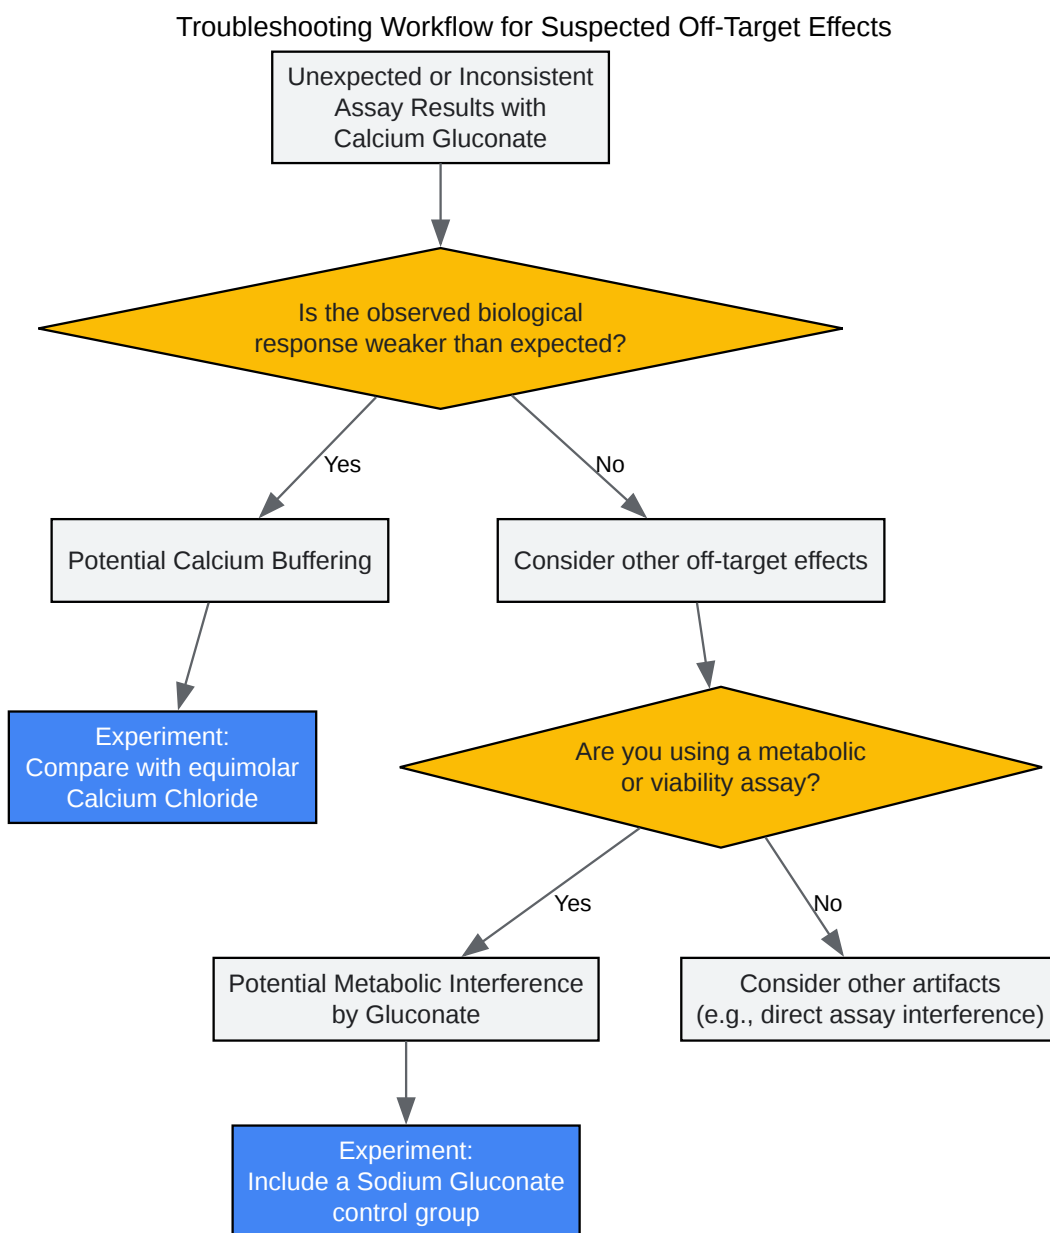 Troubleshooting Workflow for Suspected Off-Target Effects
Unexpected or Inconsistent
Assay Results with
Calcium Gluconate
Is the observed biological
response weaker than expected?
Yes
No
Potential Calcium Buffering
Consider other off-target effects
Experiment:
Compare with equimolar
Calcium Chloride
Are you using a metabolic
or viability assay?
Yes
No
Potential Metabolic Interference
by Gluconate
Consider other artifacts
(e.g., direct assay interference)
Experiment:
Include a Sodium Gluconate
control group